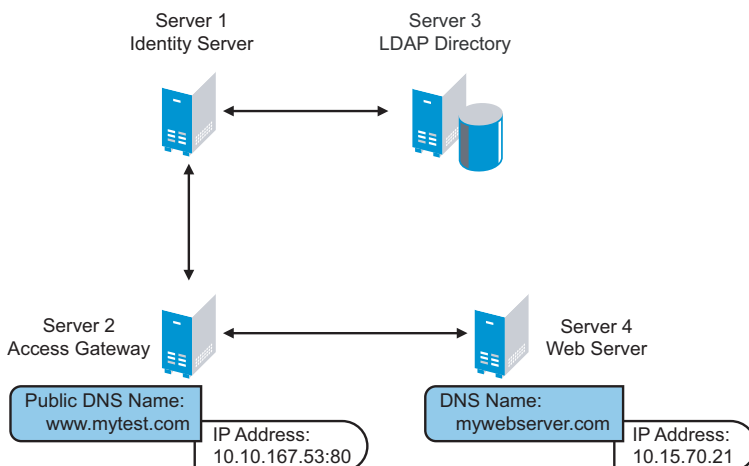 Server 1
Identity Server
Server 3
LDAP Directory
Server 2
Access Gateway
Server 4
Web Server
Public DNS Name:
www.mytest.com
IP Address:
10.10.167.53:80
DNS Name:
mywebserver.com
IP Address:
10.15.70.21